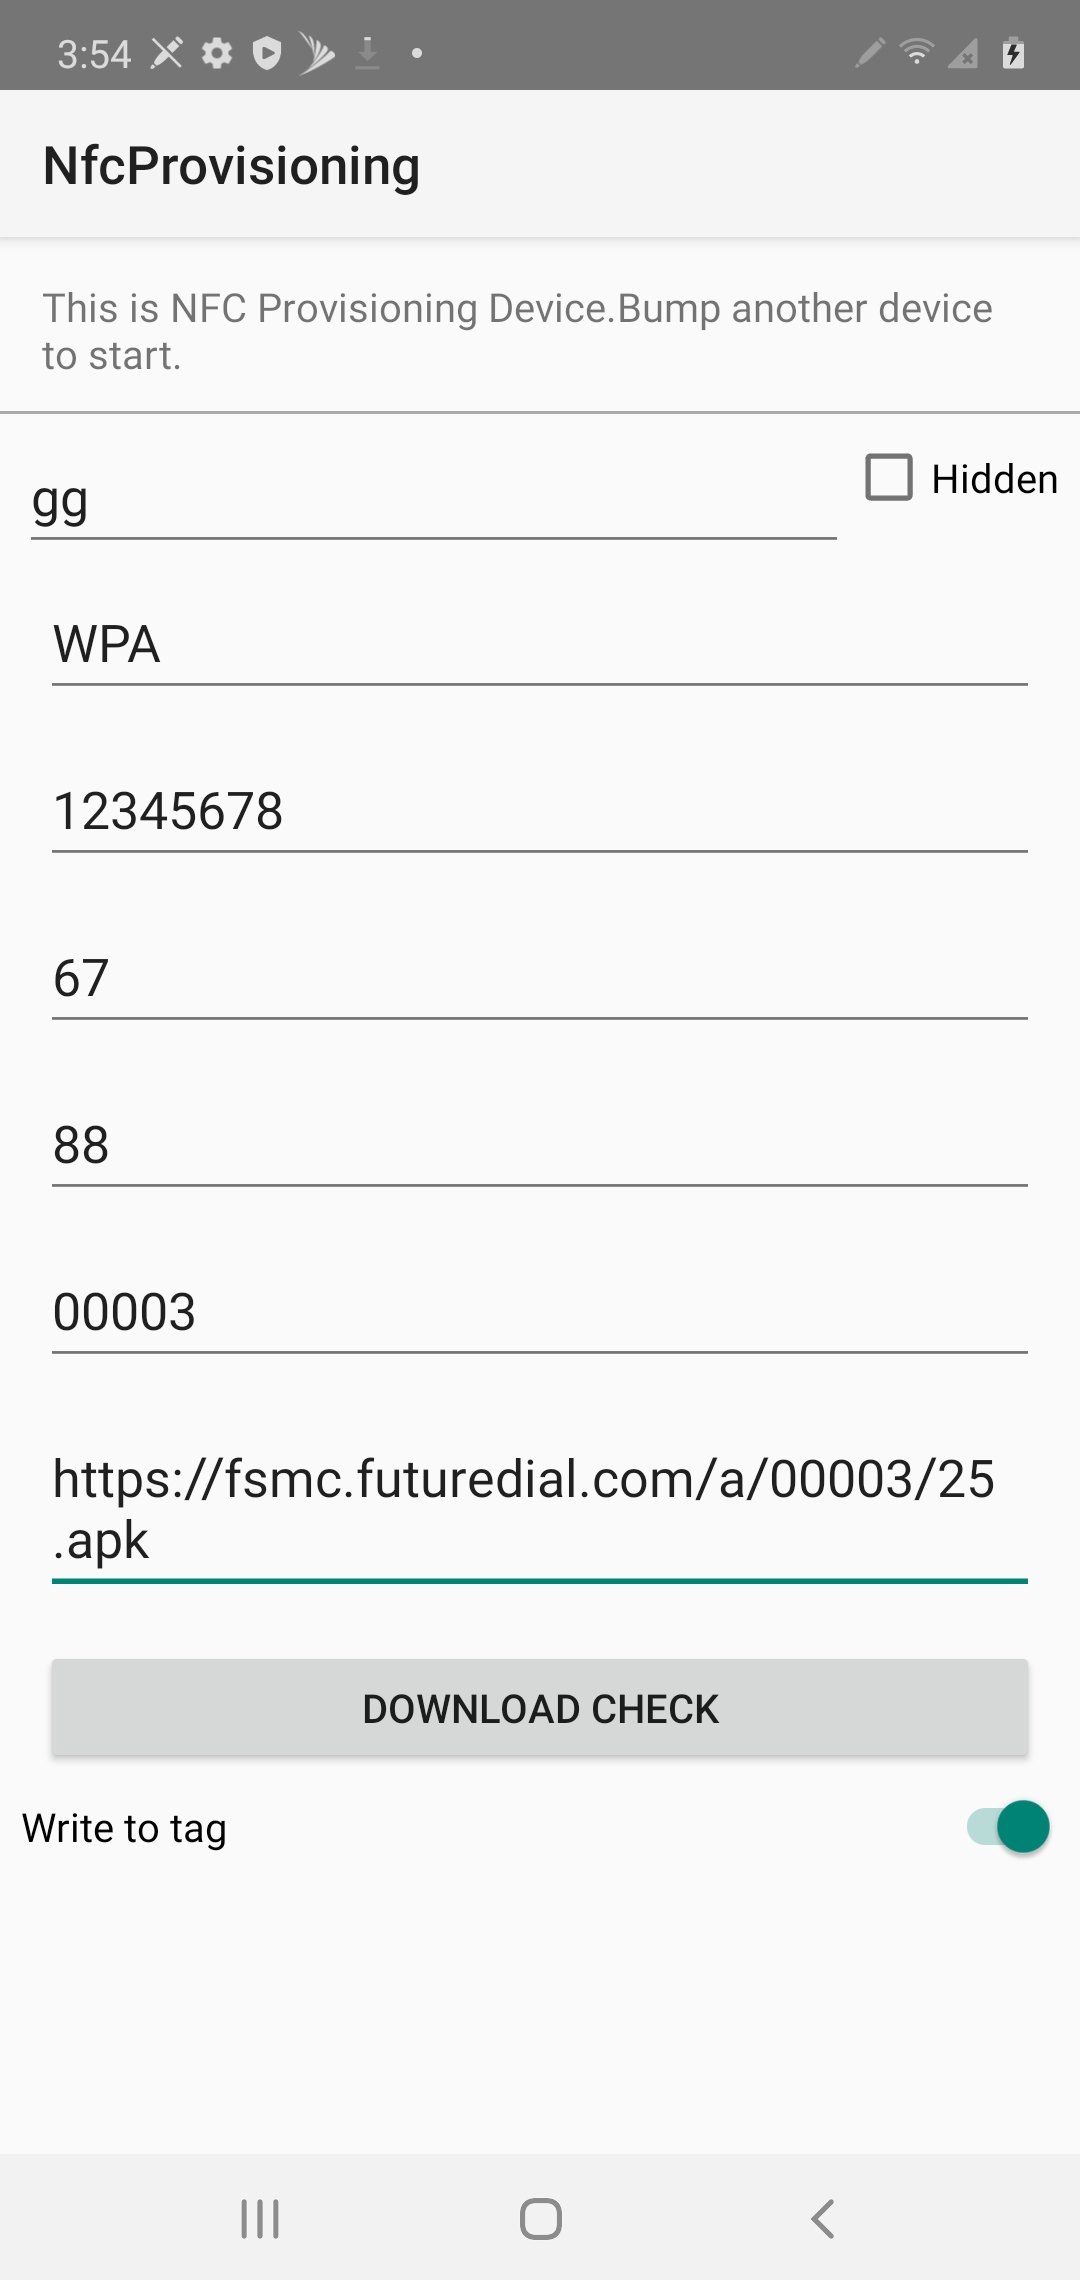 3:54
NfcProvisioning
This is NFC Provisioning Device.Bump another device
to start.
gg
Hidden
WPA
12345678
67
88
00003
https://fsmc.futuredial.com/a/00003/25
.apk
DOWNLOAD CHECK
Write to tag